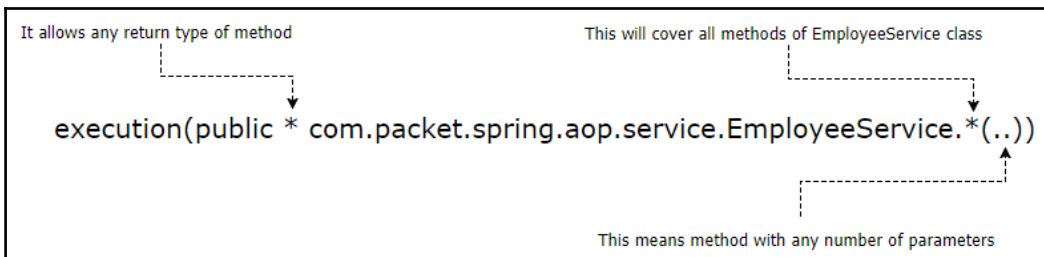 It allows any return type of method
This will cover all methods of EmployeeService class
execution(public * com.packet.spring.aop.service.EmployeeService.*(..))
This means method with any number of parameters